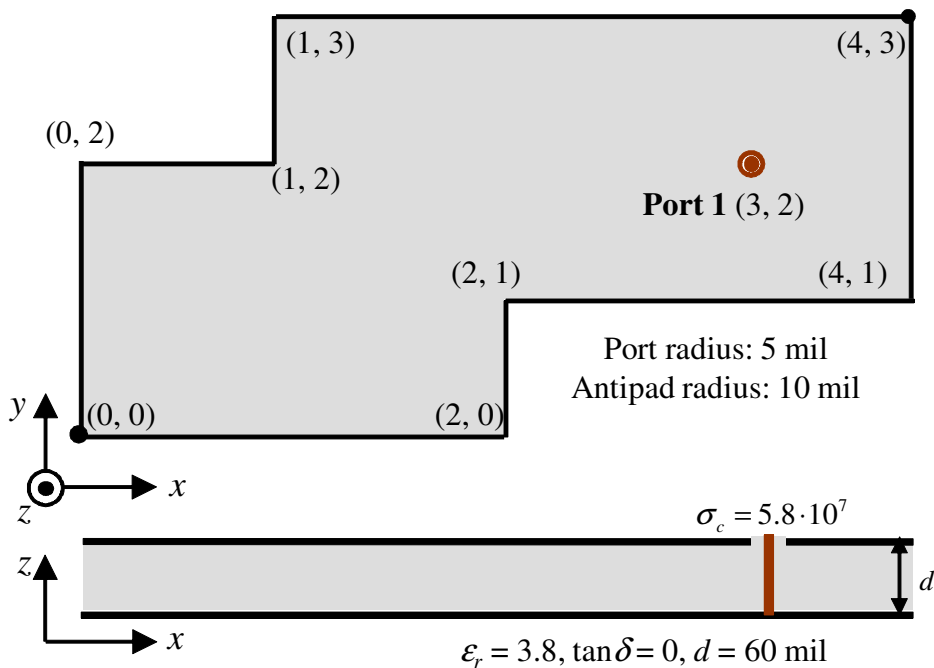 (1, 3)
(4, 3)
(0, 2)
(1, 2)
Port 1 (3, 2)
(2, 1)
(4, 1)
Port radius: 5 mil
Antipad radius: 10 mil
y
(0, 0)
(2, 0)
x
z
σc = 5.8·10⁷
z
d
x
εr = 3.8, tanδ = 0, d = 60 mil